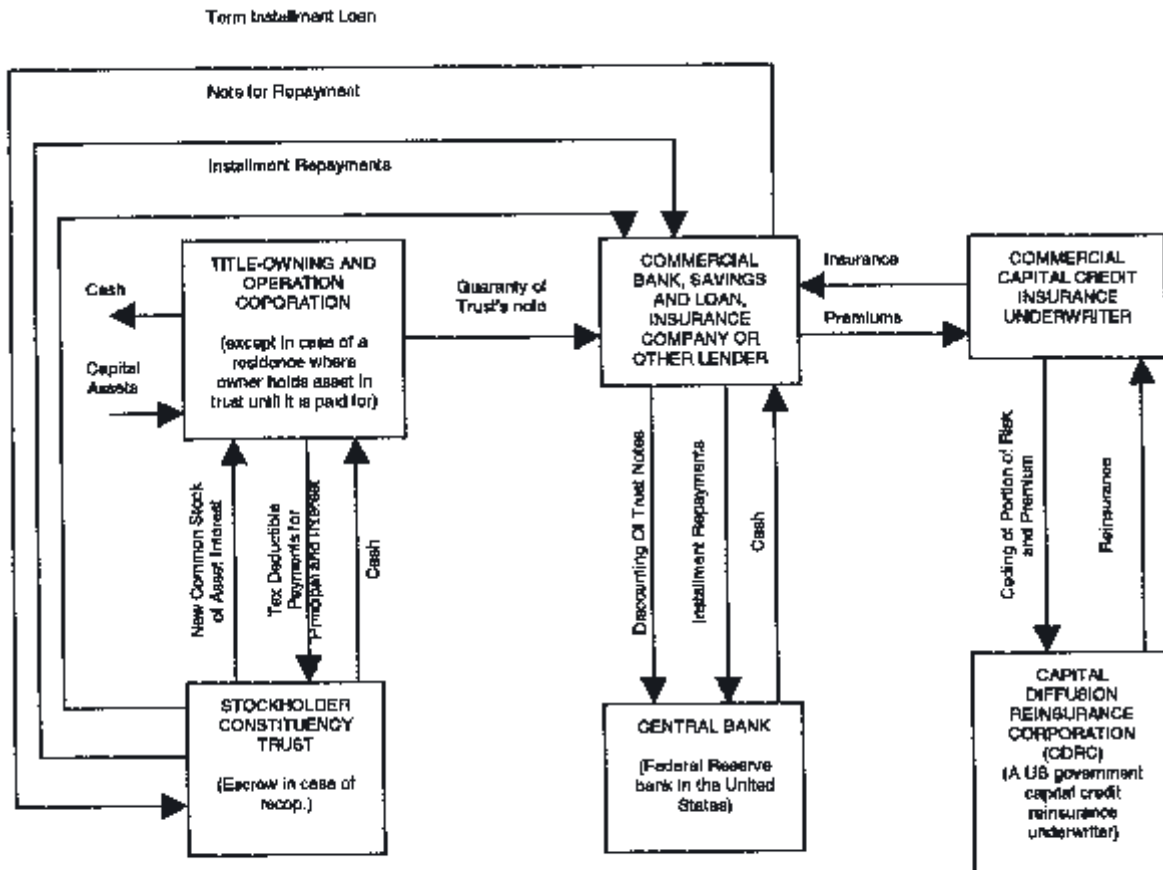 Term Installment Loan
Note for Repayment
Installment Repayments
TITLE-OWNING AND
OPERATION
COPORATION
(except in case of a
residence where
owner holds asset in
trust until it is paid for)
Cash
Capital
Assets
Guaranty of
Trust's note
COMMERCIAL
BANK, SAVINGS
AND LOAN,
INSURANCE
COMPANY OR
OTHER LENDER
Insurance
Premiums
COMMERCIAL
CAPITAL CREDIT
INSURANCE
UNDERWRITER
New Common Stock
of Asset Interest
Tax Deductible
Payments for
Principal and Interest
Cash
Discounting Of Trust Notes
Installment Repayments
Cash
Ceding of Portion of Risk
and Premium
Reinsurance
STOCKHOLDER
CONSTITUENCY
TRUST
(Escrow in case of
recop.)
CENTRAL BANK
(Federal Reserve
bank in the United
States)
CAPITAL
DIFFUSION
REINSURANCE
CORPORATION
(CDRC)
(A US government
capital credit
reinsurance
underwriter)